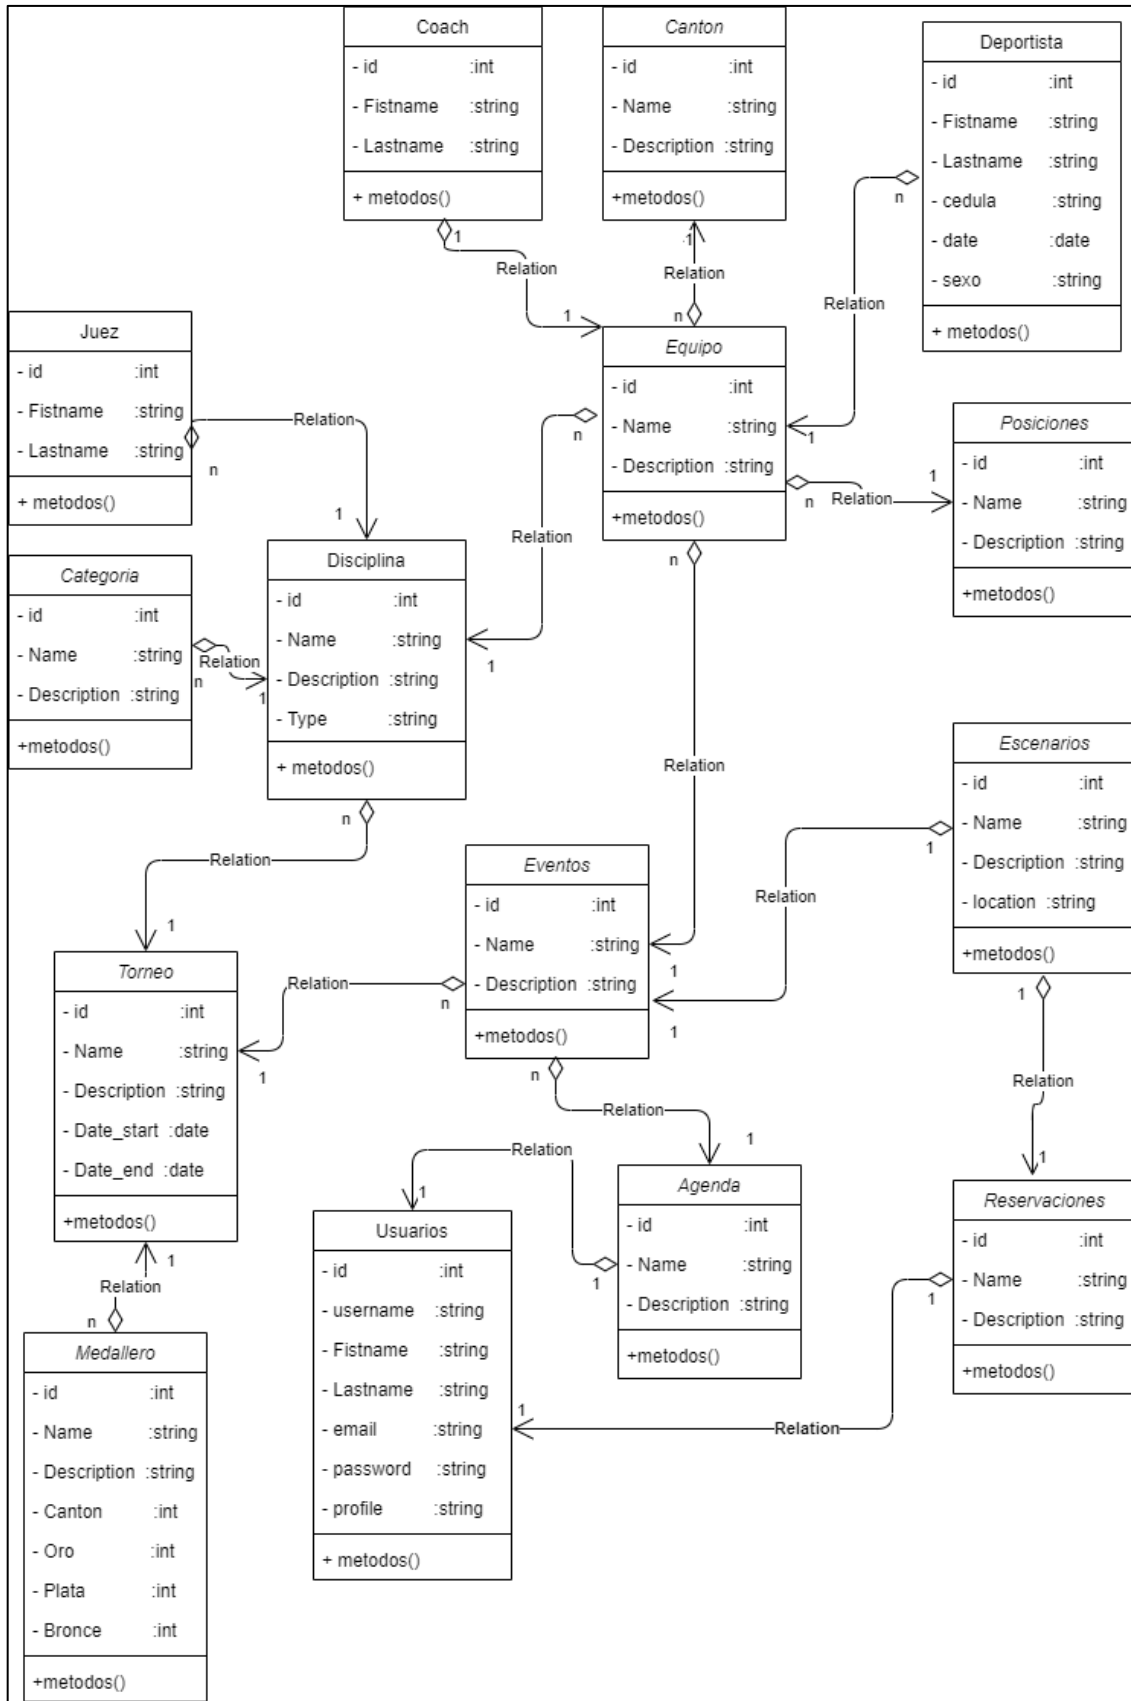 Coach
- id :int
- Fistname :string
- Lastname :string
+ metodos()
1
Relation
1
Canton
- id :int
- Name :string
- Description :string
+metodos()
1
Relation
n
Deportista
- id :int
- Fistname :string
- Lastname :string
- cedula :string
- date :date
- sexo :string
+ metodos()
n
Relation
1
Juez
- id :int
- Fistname :string
- Lastname :string
+ metodos()
n
Relation
1
Equipo
- id :int
- Name :string
- Description :string
+metodos()
n
Relation
1
n
Relation
1
n
Relation
1
Posiciones
- id :int
- Name :string
- Description :string
+metodos()
Categoria
- id :int
- Name :string
- Description :string
+metodos()
Relation
n
1
Disciplina
- id :int
- Name :string
- Description :string
- Type :string
+ metodos()
n
Relation
1
Escenarios
- id :int
- Name :string
- Description :string
- location :string
+metodos()
1
Relation
1
1
Relation
1
Eventos
- id :int
- Name :string
- Description :string
+metodos()
n
Relation
1
n
Relation
1
Torneo
- id :int
- Name :string
- Description :string
- Date_start :date
- Date_end :date
+metodos()
1
Relation
n
Agenda
- id :int
- Name :string
- Description :string
+metodos()
1
Relation
1
Reservaciones
- id :int
- Name :string
- Description :string
+metodos()
1
Relation
1
Usuarios
- id :int
- username :string
- Fistname :string
- Lastname :string
- email :string
- password :string
- profile :string
+ metodos()
Medallero
- id :int
- Name :string
- Description :string
- Canton :int
- Oro :int
- Plata :int
- Bronce :int
+metodos()